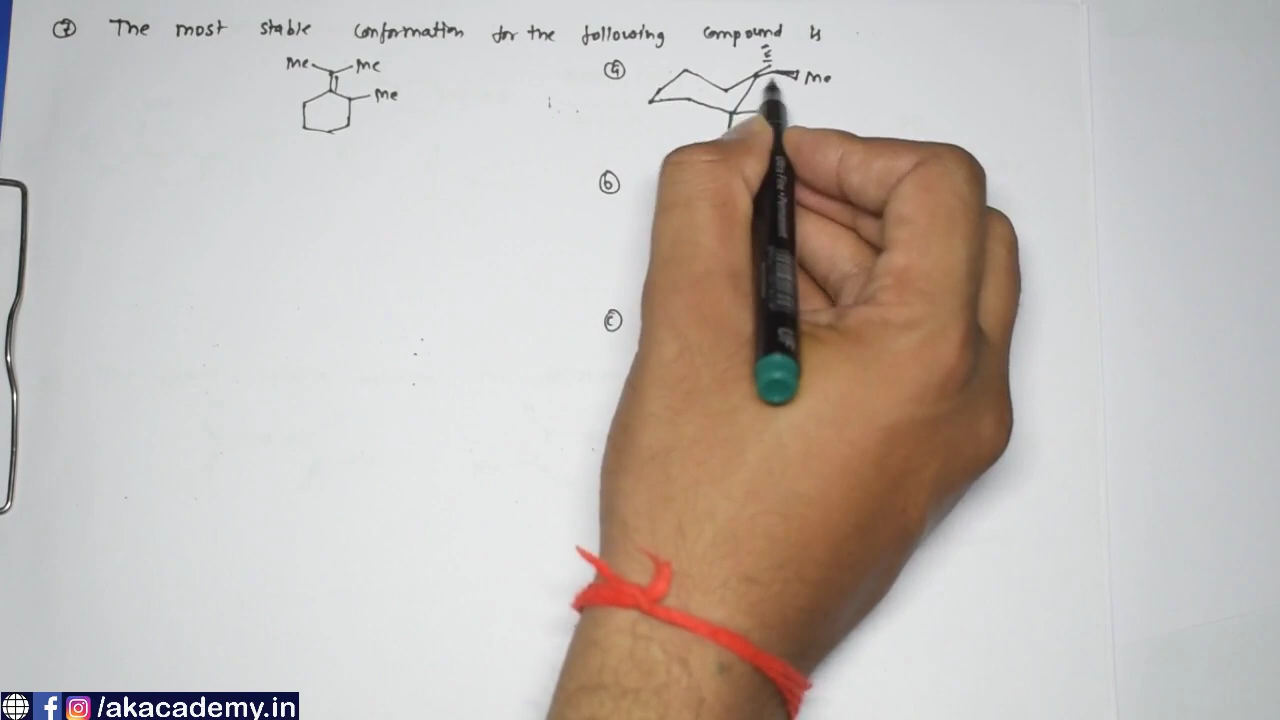 ⑦ The most stable conformation for the following compound is
Me Me
Me
ⓐ Me
ⓑ
ⓒ
/akacademy.in